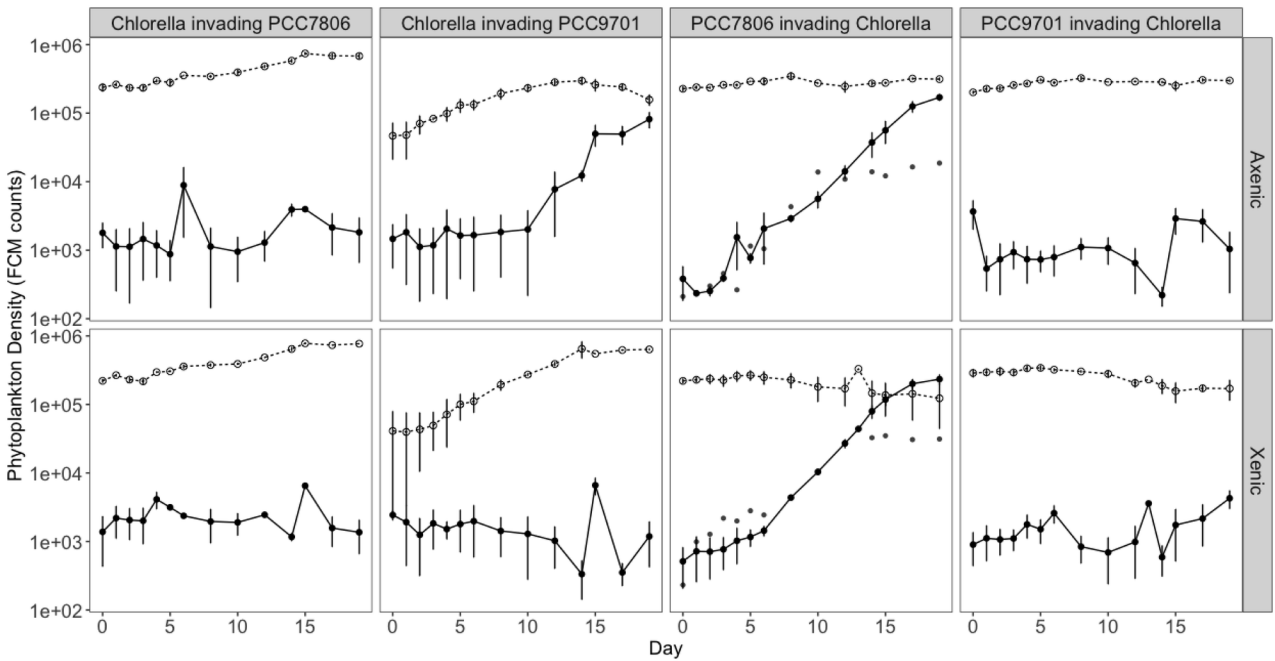 Chlorella invading PCC7806
Chlorella invading PCC9701
PCC7806 invading Chlorella
PCC9701 invading Chlorella
Phytoplankton Density (FCM counts)
1e+06
1e+05
1e+04
1e+03
1e+02
Axenic
1e+06
1e+05
1e+04
1e+03
1e+02
Xenic
0 5 10 15
0 5 10 15
0 5 10 15
0 5 10 15
Day